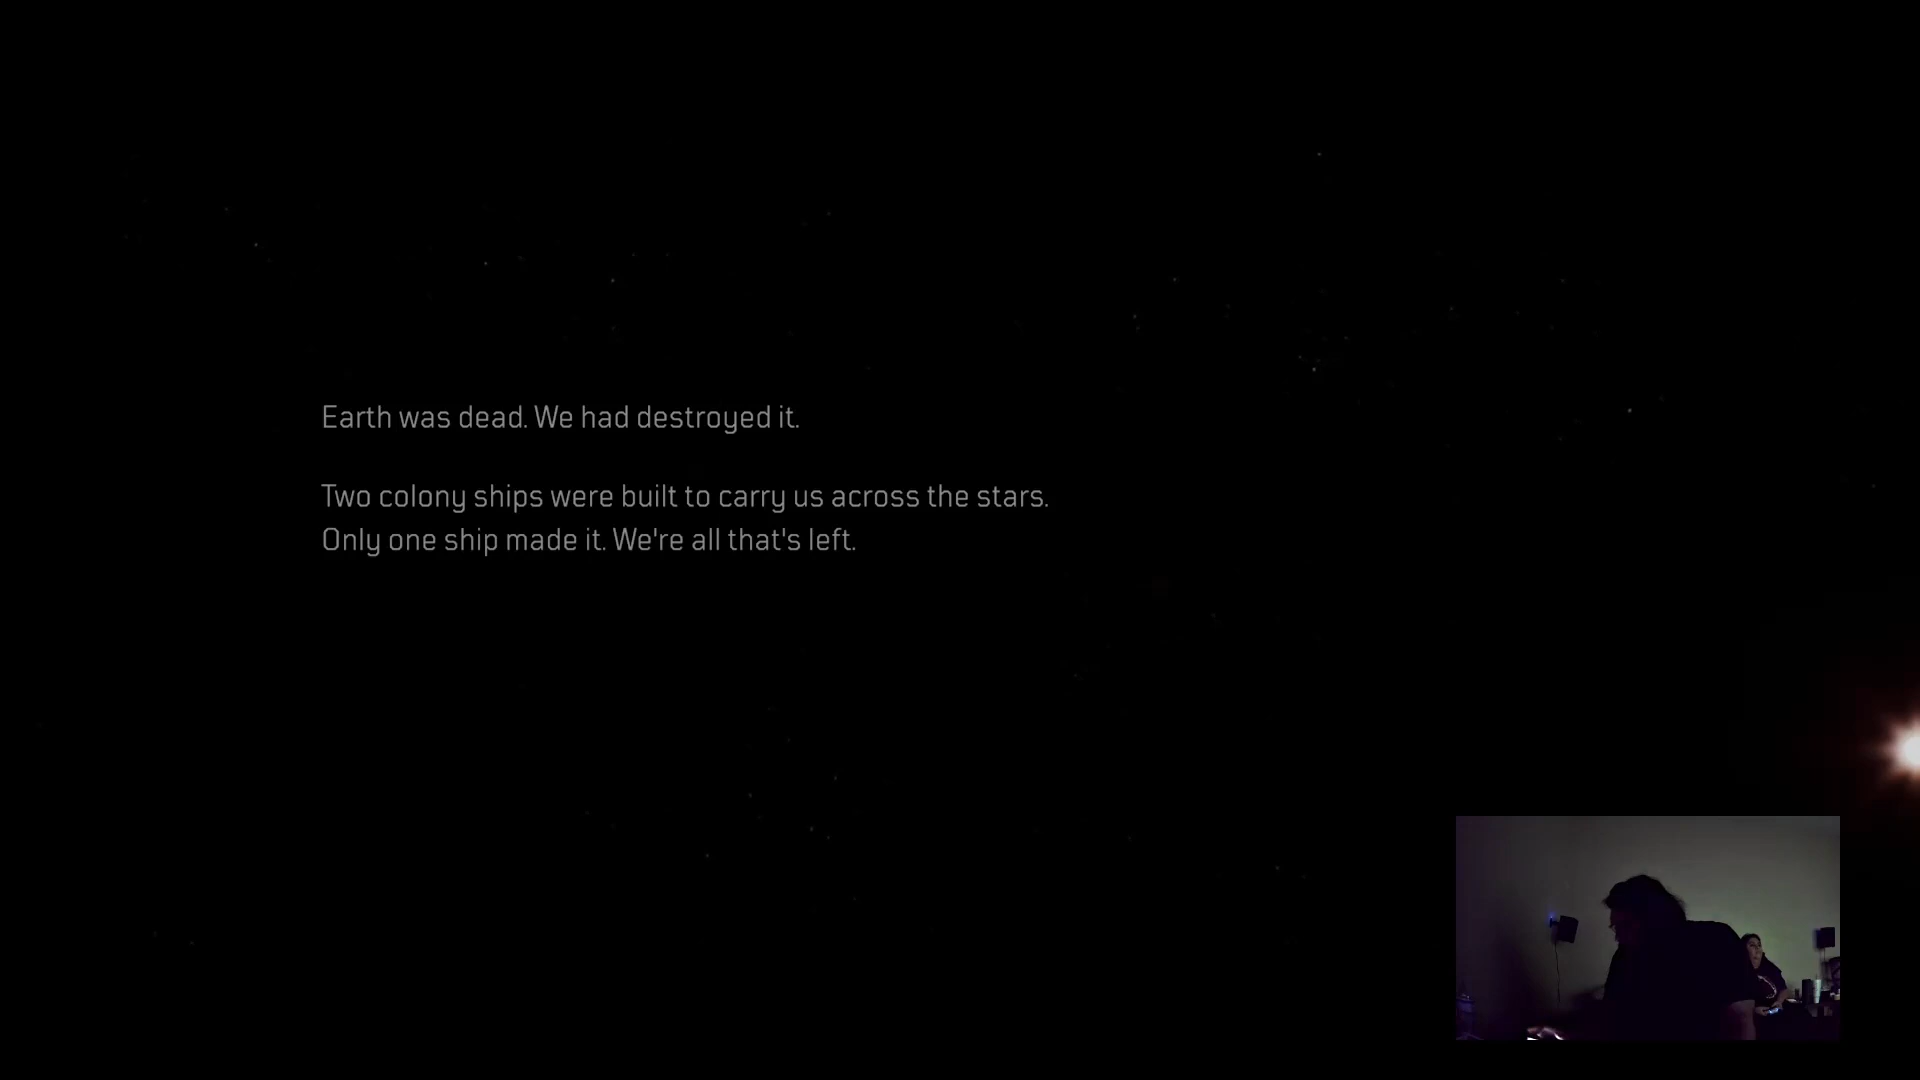 Earth was dead. We had destroyed it.
Two colony ships were built to carry us across the stars.
Only one ship made it. We're all that's left.